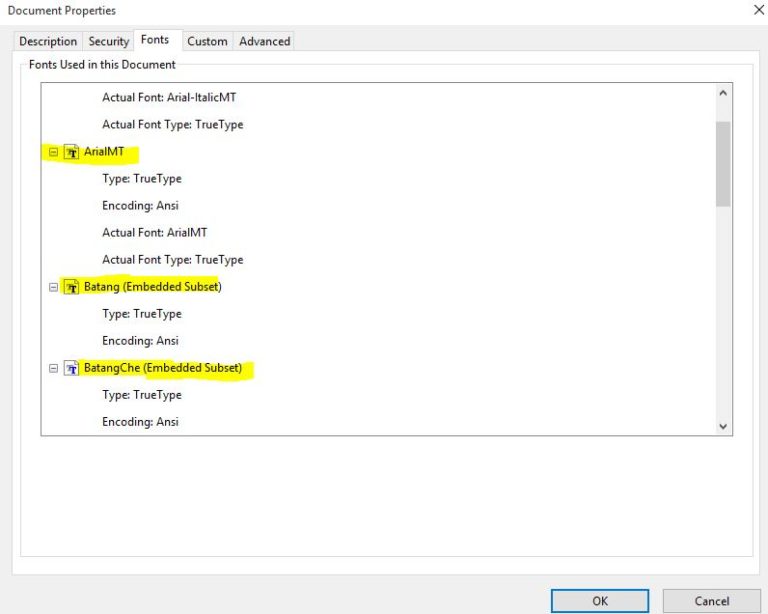 Document Properties
Description Security Fonts Custom Advanced
Fonts Used in this Document
Actual Font: Arial-ItalicMT
Actual Font Type: TrueType
ArialMT
Type: TrueType
Encoding: Ansi
Actual Font: ArialMT
Actual Font Type: TrueType
Batang (Embedded Subset)
Type: TrueType
Encoding: Ansi
BatangChe (Embedded Subset)
Type: TrueType
Encoding: Ansi
OK Cancel